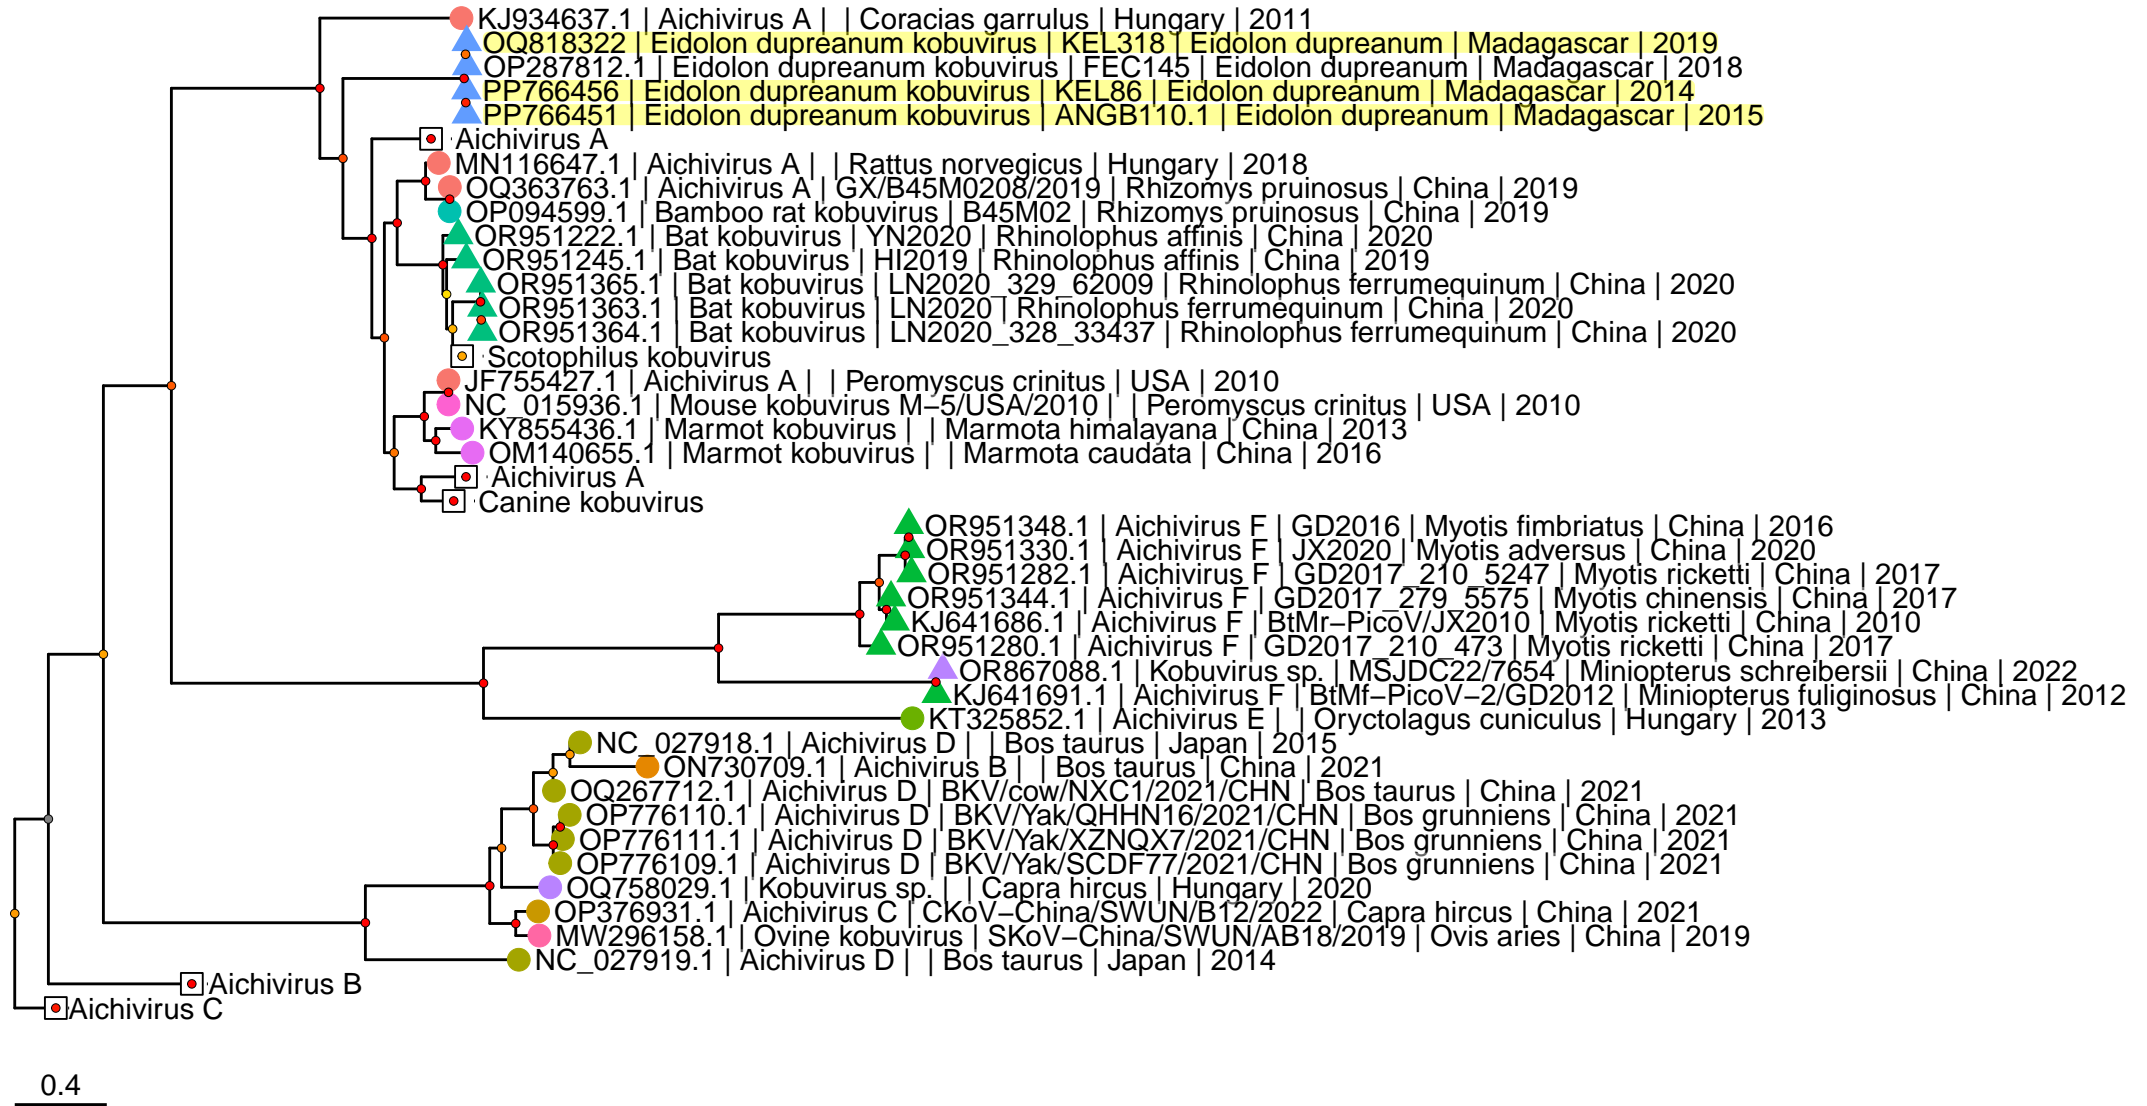 KJ934637.1 | Aichivirus A | | Coracias garrulus | Hungary | 2011
OQ818322 | Eidolon dupreanum kobuvirus | KEL318 | Eidolon dupreanum | Madagascar | 2019
OP287812.1 | Eidolon dupreanum kobuvirus | FEC145 | Eidolon dupreanum | Madagascar | 2018
PP766456 | Eidolon dupreanum kobuvirus | KEL86 | Eidolon dupreanum | Madagascar | 2014
PP766451 | Eidolon dupreanum kobuvirus | ANGB110.1 | Eidolon dupreanum | Madagascar | 2015
Aichivirus A
MN116647.1 | Aichivirus A | | Rattus norvegicus | Hungary | 2018
OQ363763.1 | Aichivirus A | GX/B45M0208/2019 | Rhizomys pruinosus | China | 2019
OP094599.1 | Bamboo rat kobuvirus | B45M02 | Rhizomys pruinosus | China | 2019
OR951222.1 | Bat kobuvirus | YN2020 | Rhinolophus affinis | China | 2020
OR951245.1 | Bat kobuvirus | HI2019 | Rhinolophus affinis | China | 2019
OR951365.1 | Bat kobuvirus | LN2020_329_62009 | Rhinolophus ferrumequinum | China | 2020
OR951363.1 | Bat kobuvirus | LN2020 | Rhinolophus ferrumequinum | China | 2020
OR951364.1 | Bat kobuvirus | LN2020_328_33437 | Rhinolophus ferrumequinum | China | 2020
Scotophilus kobuvirus
JF755427.1 | Aichivirus A | | Peromyscus crinitus | USA | 2010
NC_015936.1 | Mouse kobuvirus M−5/USA/2010 | | Peromyscus crinitus | USA | 2010
KY855436.1 | Marmot kobuvirus | | Marmota himalayana | China | 2013
OM140655.1 | Marmot kobuvirus | | Marmota caudata | China | 2016
Aichivirus A
Canine kobuvirus
OR951348.1 | Aichivirus F | GD2016 | Myotis fimbriatus | China | 2016
OR951330.1 | Aichivirus F | JX2020 | Myotis adversus | China | 2020
OR951282.1 | Aichivirus F | GD2017_210_5247 | Myotis ricketti | China | 2017
OR951344.1 | Aichivirus F | GD2017_279_5575 | Myotis chinensis | China | 2017
KJ641686.1 | Aichivirus F | BtMr−PicoV/JX2010 | Myotis ricketti | China | 2010
OR951280.1 | Aichivirus F | GD2017_210_473 | Myotis ricketti | China | 2017
OR867088.1 | Kobuvirus sp. | MSJDC22/7654 | Miniopterus schreibersii | China | 2022
KJ641691.1 | Aichivirus F | BtMf−PicoV−2/GD2012 | Miniopterus fuliginosus | China | 2012
KT325852.1 | Aichivirus E | | Oryctolagus cuniculus | Hungary | 2013
NC_027918.1 | Aichivirus D | | Bos taurus | Japan | 2015
ON730709.1 | Aichivirus B | | Bos taurus | China | 2021
OQ267712.1 | Aichivirus D | BKV/cow/NXC1/2021/CHN | Bos taurus | China | 2021
OP776110.1 | Aichivirus D | BKV/Yak/QHHN16/2021/CHN | Bos grunniens | China | 2021
OP776111.1 | Aichivirus D | BKV/Yak/XZNQX7/2021/CHN | Bos grunniens | China | 2021
OP776109.1 | Aichivirus D | BKV/Yak/SCDF77/2021/CHN | Bos grunniens | China | 2021
OQ758029.1 | Kobuvirus sp. | | Capra hircus | Hungary | 2020
OP376931.1 | Aichivirus C | CKoV−China/SWUN/B12/2022 | Capra hircus | China | 2021
MW296158.1 | Ovine kobuvirus | SKoV−China/SWUN/AB18/2019 | Ovis aries | China | 2019
NC_027919.1 | Aichivirus D | | Bos taurus | Japan | 2014
Aichivirus B
Aichivirus C
0.4